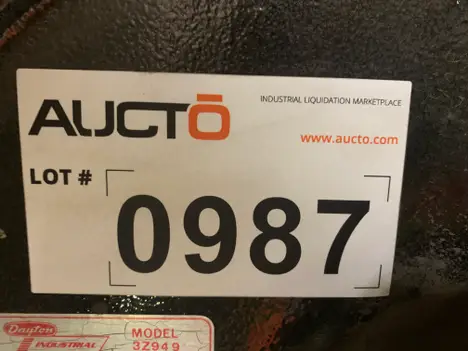 AUCTŌ
INDUSTRIAL LIQUIDATION MARKETPLACE
www.aucto.com
LOT #
0987
Dayton
INDUSTRIAL
MODEL
3Z949